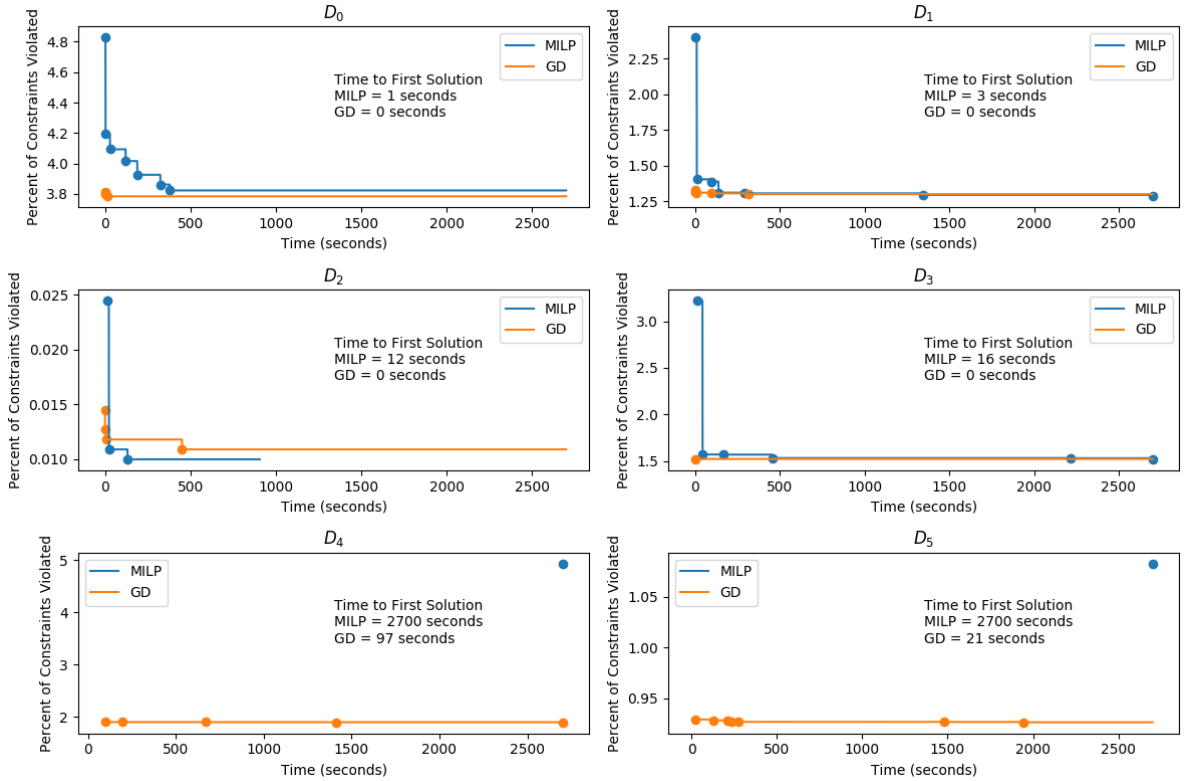 D0
Percent of Constraints Violated
4.8
4.6
4.4
4.2
4.0
3.8
MILP
GD
Time to First Solution
MILP = 1 seconds
GD = 0 seconds
0 500 1000 1500 2000 2500
Time (seconds)
D1
Percent of Constraints Violated
2.25
2.00
1.75
1.50
1.25
MILP
GD
Time to First Solution
MILP = 3 seconds
GD = 0 seconds
0 500 1000 1500 2000 2500
Time (seconds)
D2
Percent of Constraints Violated
0.025
0.020
0.015
0.010
MILP
GD
Time to First Solution
MILP = 12 seconds
GD = 0 seconds
0 500 1000 1500 2000 2500
Time (seconds)
D3
Percent of Constraints Violated
3.0
2.5
2.0
1.5
MILP
GD
Time to First Solution
MILP = 16 seconds
GD = 0 seconds
0 500 1000 1500 2000 2500
Time (seconds)
D4
Percent of Constraints Violated
5
4
3
2
MILP
GD
Time to First Solution
MILP = 2700 seconds
GD = 97 seconds
0 500 1000 1500 2000 2500
Time (seconds)
D5
Percent of Constraints Violated
1.05
1.00
0.95
MILP
GD
Time to First Solution
MILP = 2700 seconds
GD = 21 seconds
0 500 1000 1500 2000 2500
Time (seconds)